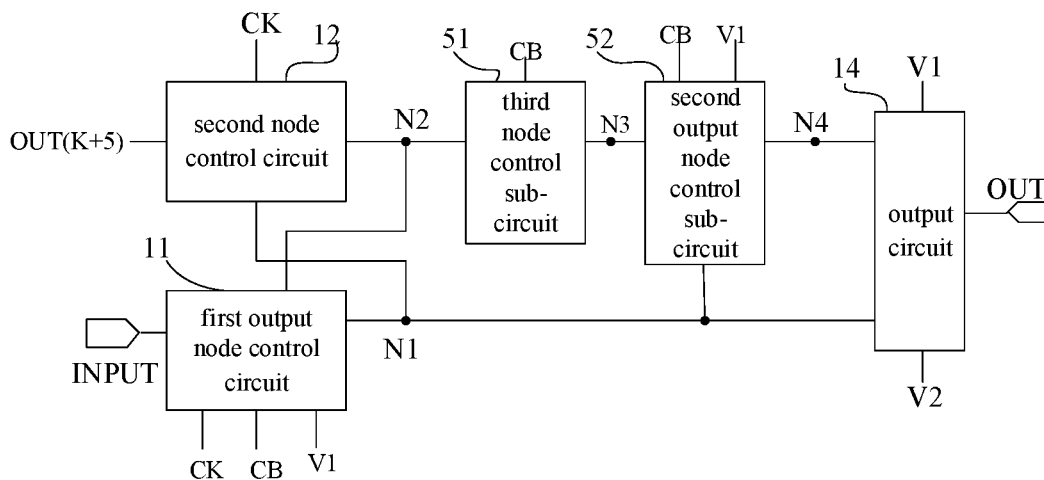 CK
12
51
CB
52
CB
V1
14
V1
OUT(K+5)
second node
control circuit
N2
third
node
control
sub-
circuit
N3
second
output
node
control
sub-
circuit
N4
output
circuit
OUT
11
INPUT
first output
node control
circuit
N1
V2
CK
CB
V1